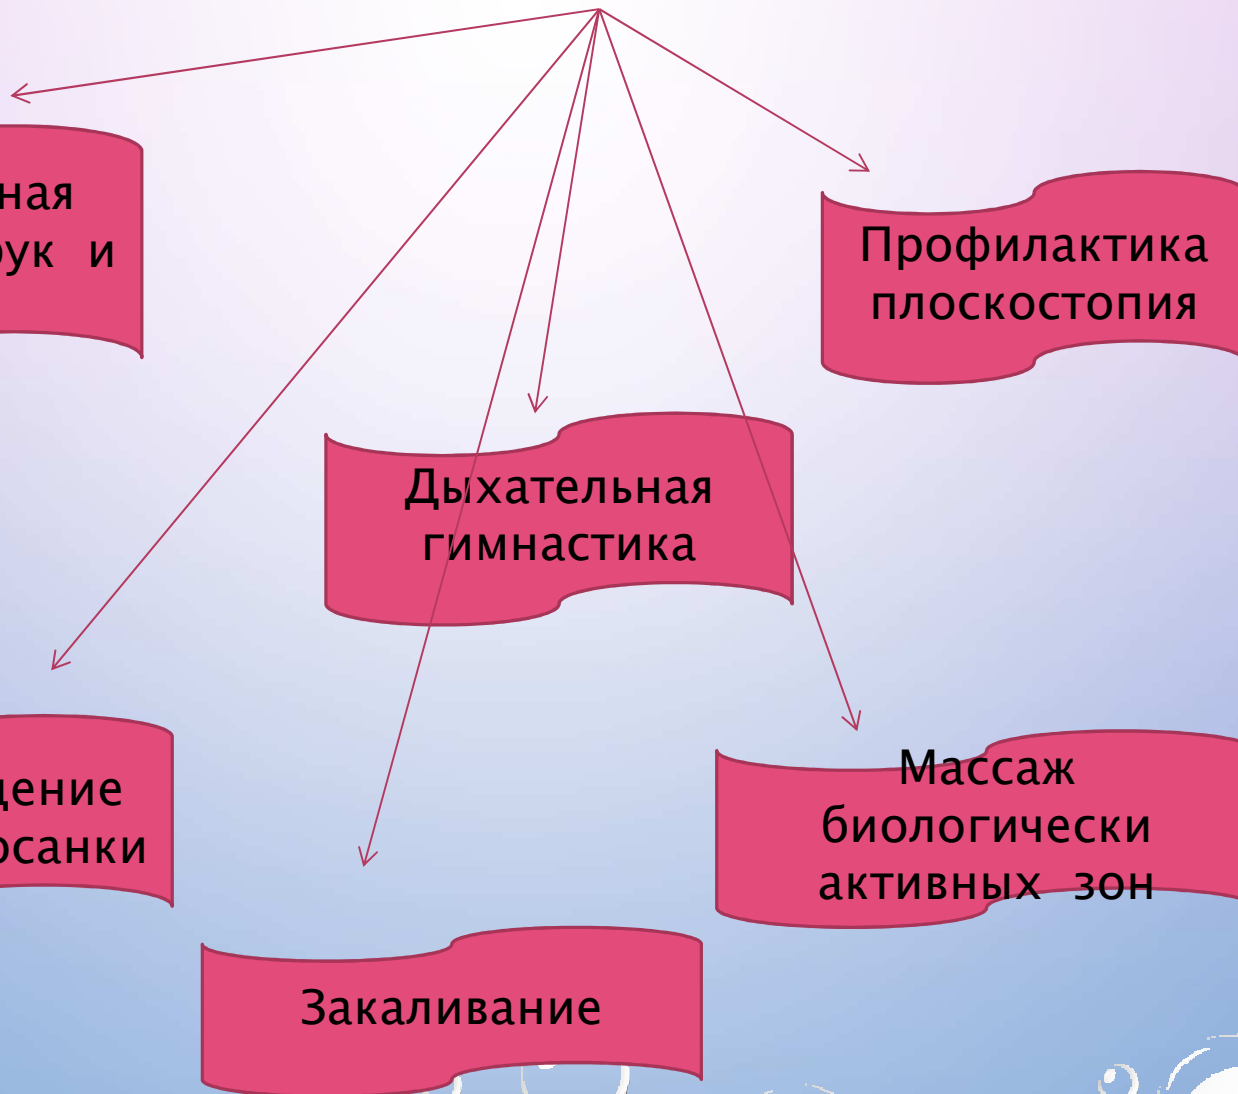 ная
рук и
Профилактика
плоскостопия
Дыхательная
гимнастика
дение
осанки
Массаж
биологически
активных зон
Закаливание